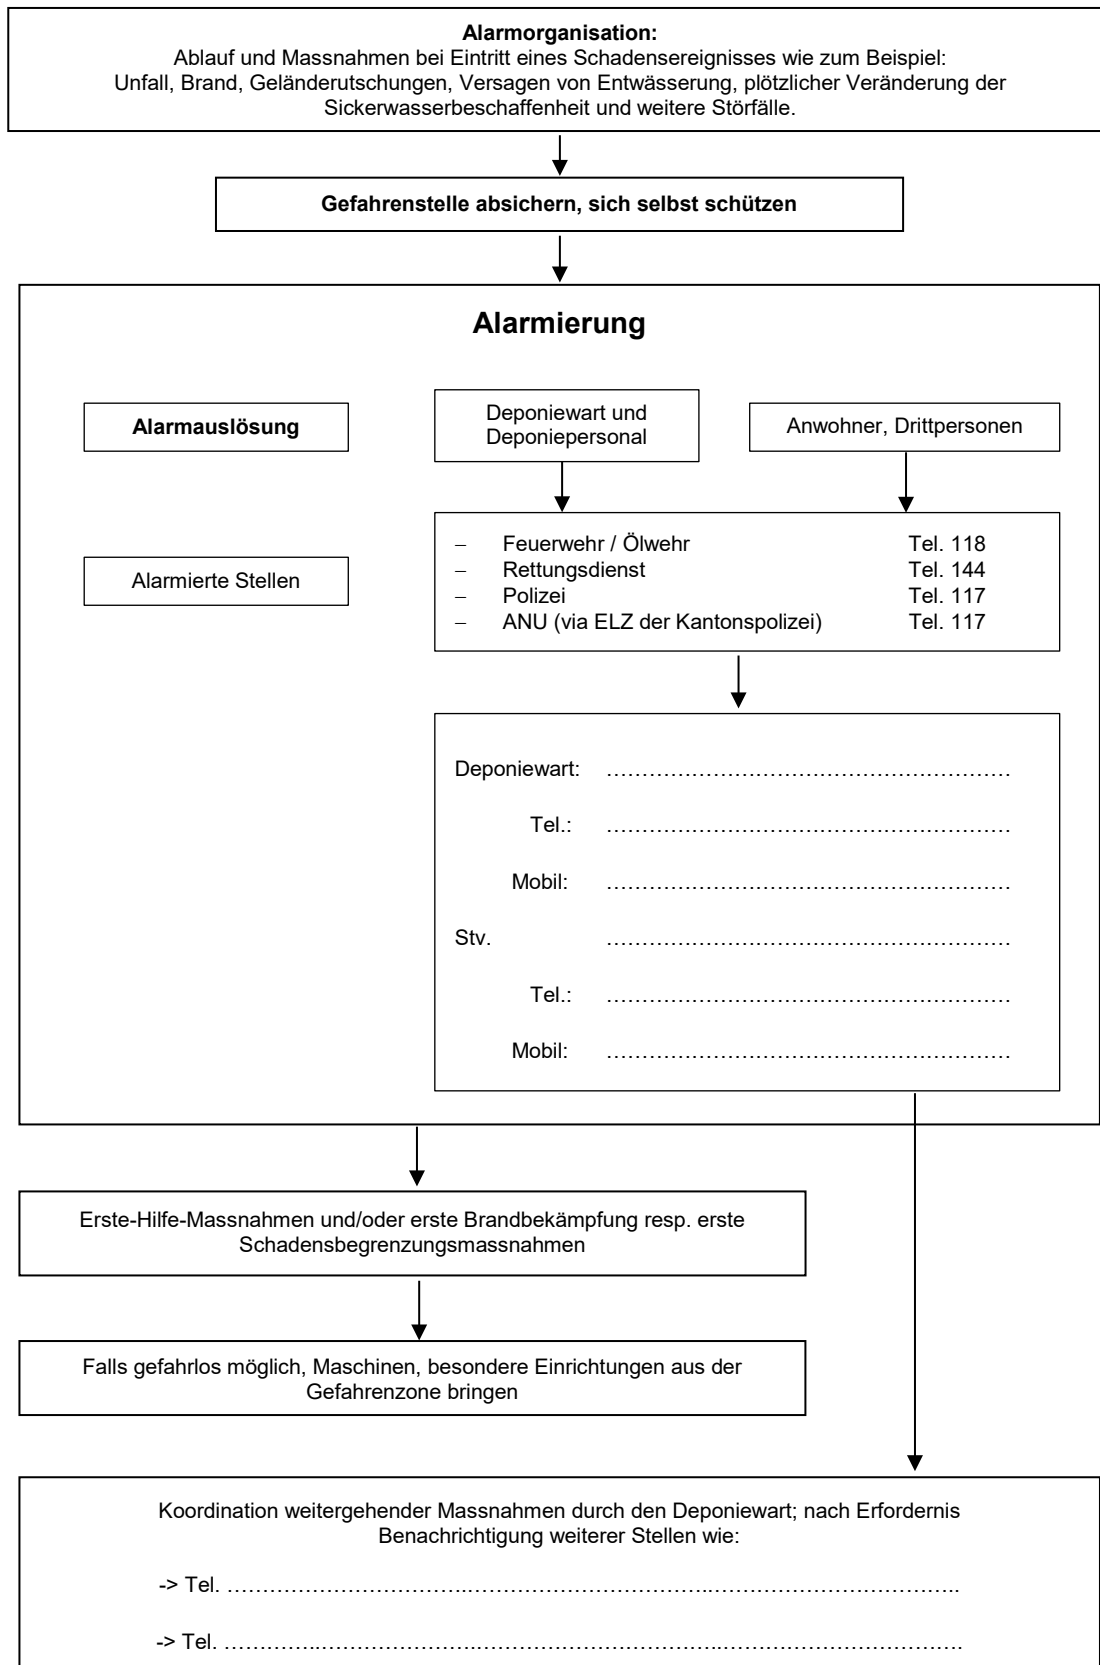 Alarmorganisation:
Ablauf und Massnahmen bei Eintritt eines Schadensereignisses wie zum Beispiel:
Unfall, Brand, Geländerutschungen, Versagen von Entwässerung, plötzlicher Veränderung der
Sickerwasserbeschaffenheit und weitere Störfälle.
Gefahrenstelle absichern, sich selbst schützen
Alarmierung
Alarmauslösung
Deponiewart und
Deponiepersonal
Anwohner, Drittpersonen
Alarmierte Stellen
– Feuerwehr / Ölwehr Tel. 118
– Rettungsdienst Tel. 144
– Polizei Tel. 117
– ANU (via ELZ der Kantonspolizei) Tel. 117
Deponiewart: ……………………………………………………
Tel.: ……………………………………………………
Mobil: ……………………………………………………
Stv. ……………………………………………………
Tel.: ……………………………………………………
Mobil: ……………………………………………………
Erste-Hilfe-Massnahmen und/oder erste Brandbekämpfung resp. erste
Schadensbegrenzungsmassnahmen
Falls gefahrlos möglich, Maschinen, besondere Einrichtungen aus der
Gefahrenzone bringen
Koordination weitergehender Massnahmen durch den Deponiewart; nach Erfordernis
Benachrichtigung weiterer Stellen wie:
-> Tel. …………………………..…………………………..…………………………..
-> Tel. …………..……………………………………………..………………………….